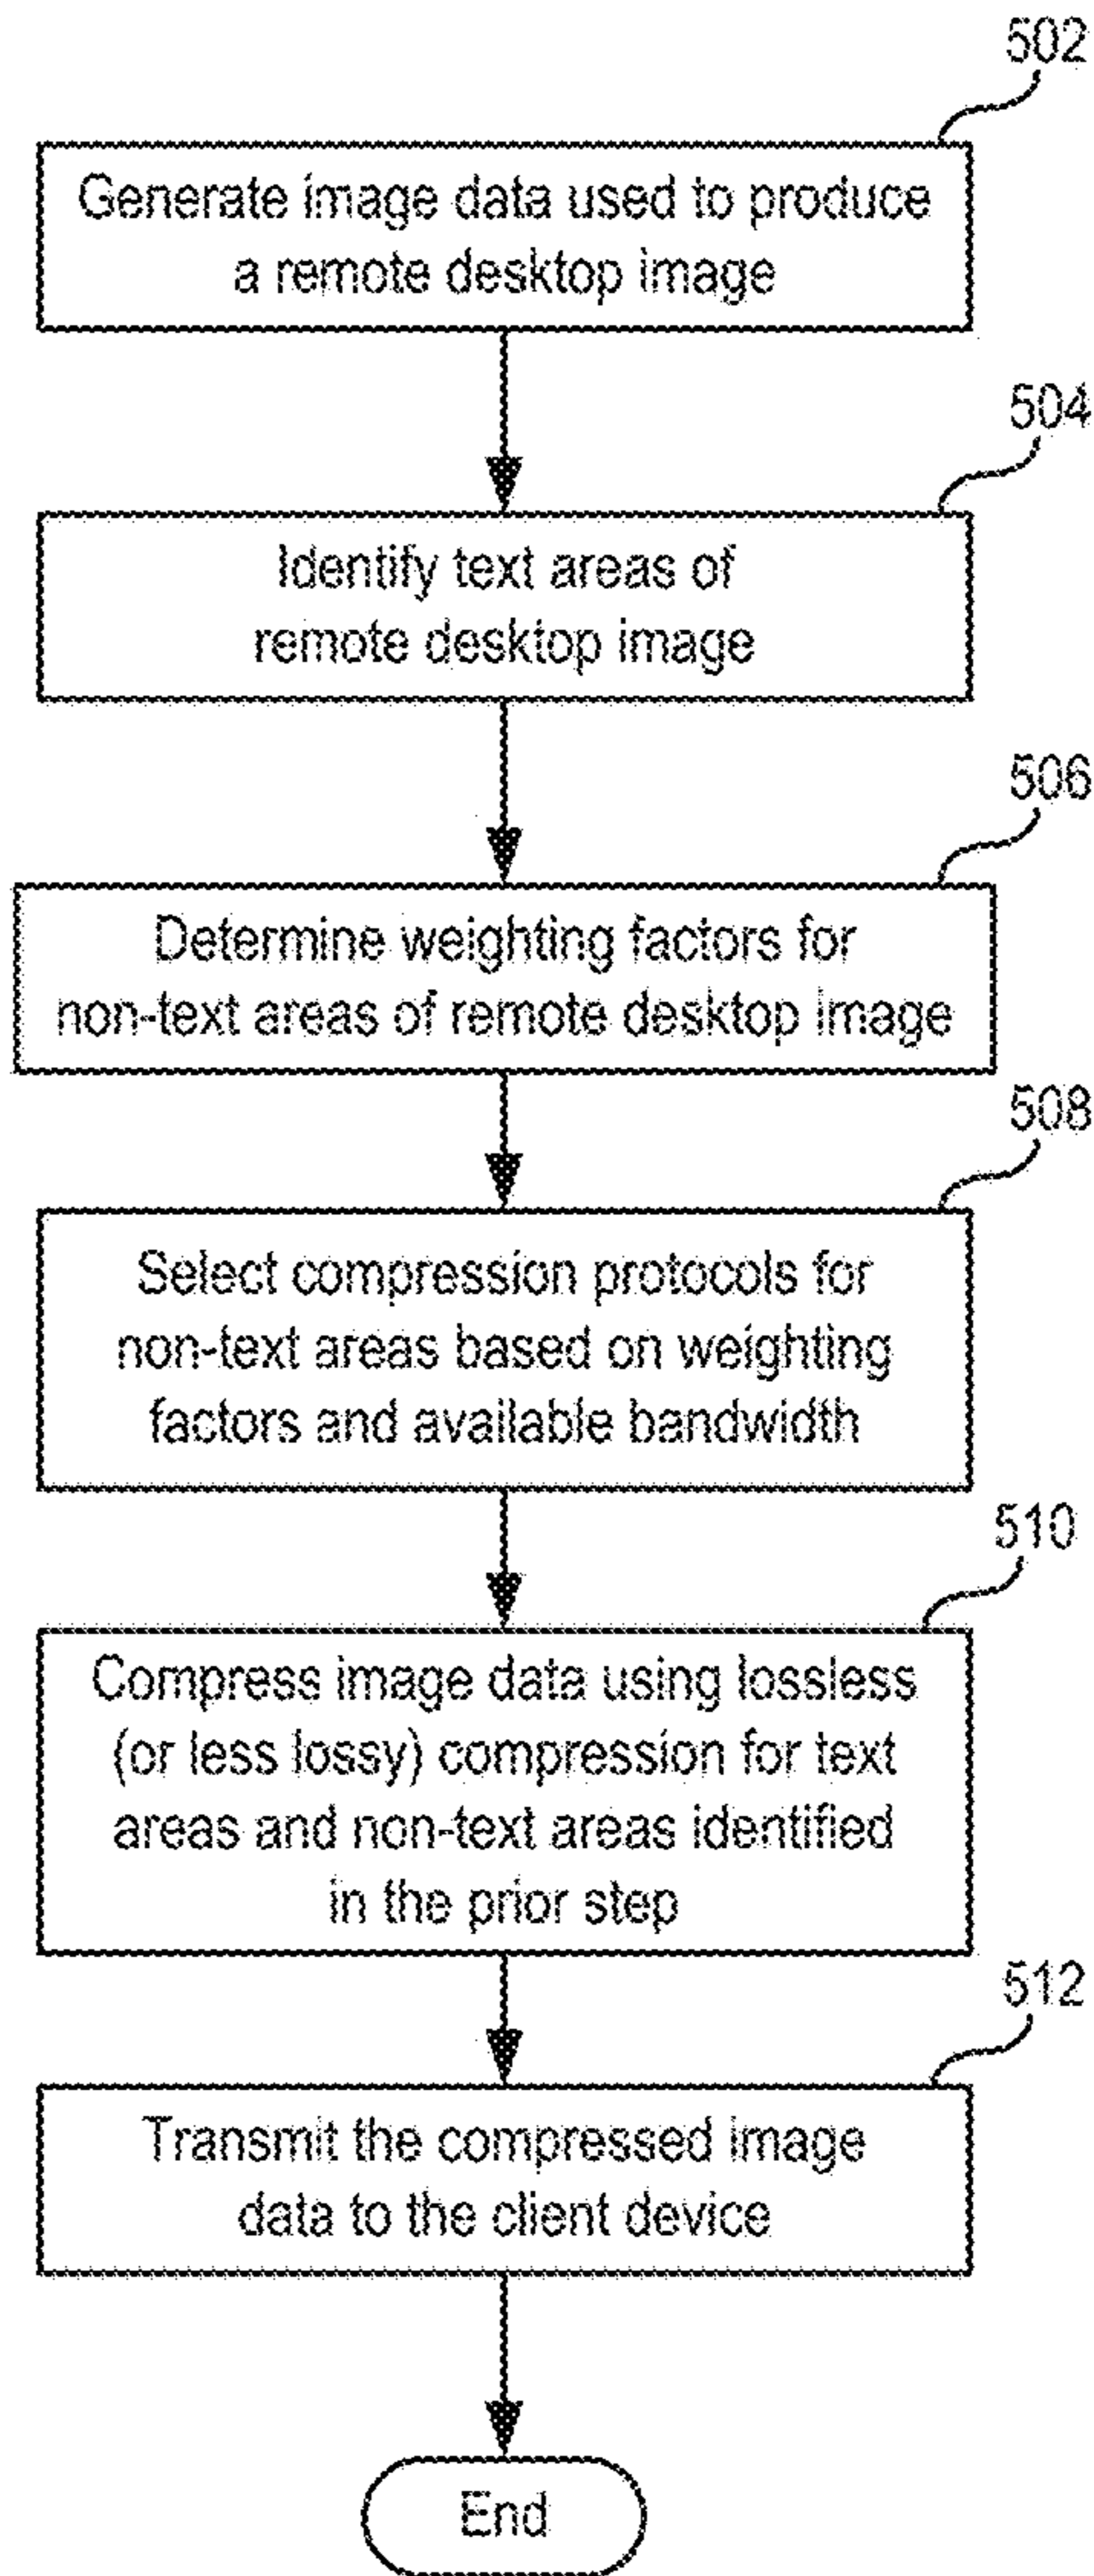 502
Generate image data used to produce
a remote desktop image
504
Identify text areas of
remote desktop image
506
Determine weighting factors for
non-text areas of remote desktop image
508
Select compression protocols for
non-text areas based on weighting
factors and available bandwidth
510
Compress image data using lossless
(or less lossy) compression for text
areas and non-text areas identified
in the prior step
512
Transmit the compressed image
data to the client device
End